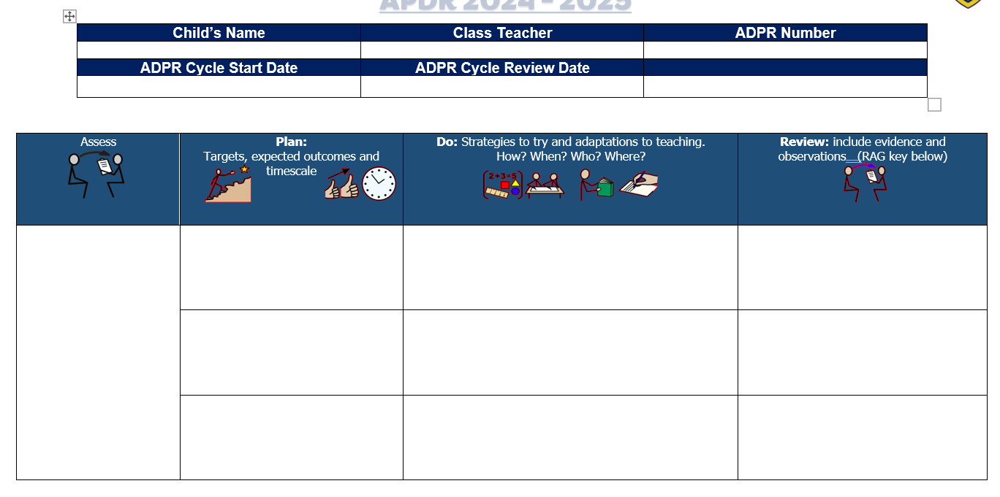 APDR 2024 – 2025
Child’s Name Class Teacher ADPR Number
ADPR Cycle Start Date ADPR Cycle Review Date
Assess
Plan:
Targets, expected outcomes and
timescale
Do: Strategies to try and adaptations to teaching.
How? When? Who? Where?
2+3=5
Review: include evidence and
observations__(RAG key below)